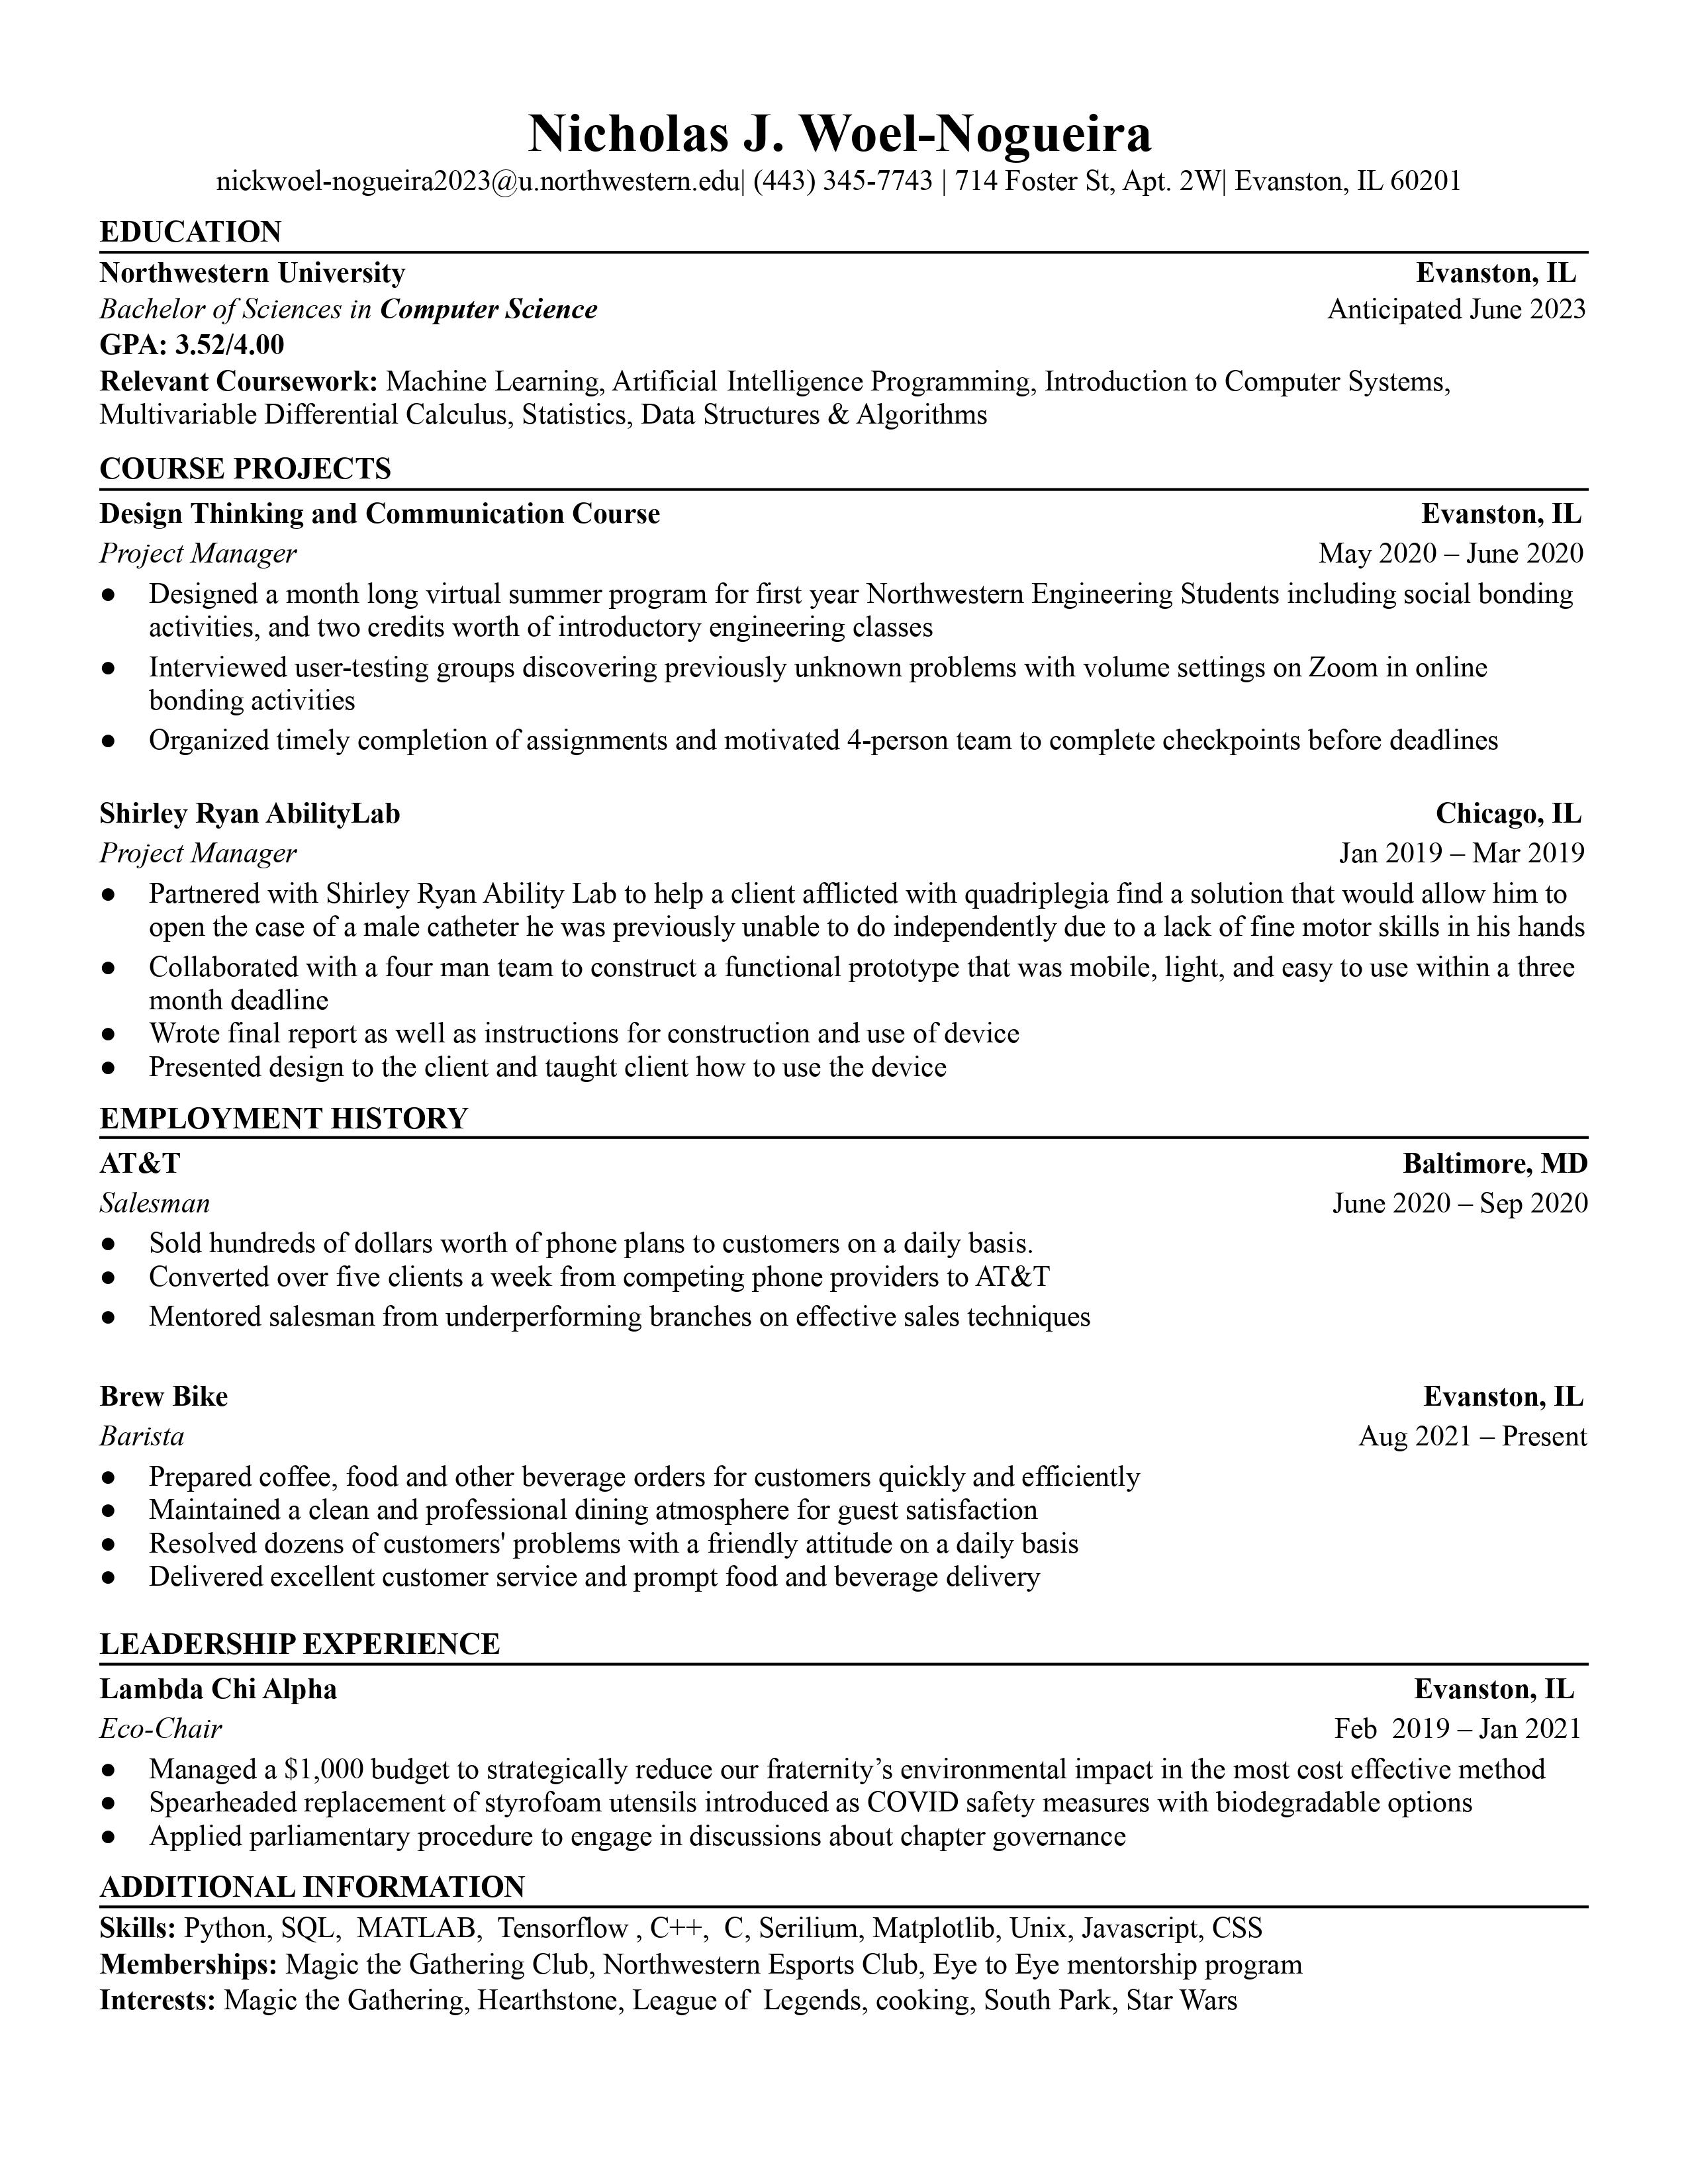 Nicholas J. Woel-Nogueira
nickwoel-nogueira2023@u.northwestern.edu| (443) 345-7743 | 714 Foster St, Apt. 2W| Evanston, IL 60201
EDUCATION
Northwestern University Evanston, IL
Bachelor of Sciences in Computer Science Anticipated June 2023
GPA: 3.52/4.00
Relevant Coursework: Machine Learning, Artificial Intelligence Programming, Introduction to Computer Systems,
Multivariable Differential Calculus, Statistics, Data Structures & Algorithms
COURSE PROJECTS
Design Thinking and Communication Course Evanston, IL
Project Manager May 2020 – June 2020
● Designed a month long virtual summer program for first year Northwestern Engineering Students including social bonding
activities, and two credits worth of introductory engineering classes
● Interviewed user-testing groups discovering previously unknown problems with volume settings on Zoom in online
bonding activities
● Organized timely completion of assignments and motivated 4-person team to complete checkpoints before deadlines
Shirley Ryan AbilityLab Chicago, IL
Project Manager Jan 2019 – Mar 2019
● Partnered with Shirley Ryan Ability Lab to help a client afflicted with quadriplegia find a solution that would allow him to
open the case of a male catheter he was previously unable to do independently due to a lack of fine motor skills in his hands
● Collaborated with a four man team to construct a functional prototype that was mobile, light, and easy to use within a three
month deadline
● Wrote final report as well as instructions for construction and use of device
● Presented design to the client and taught client how to use the device
EMPLOYMENT HISTORY
AT&T Baltimore, MD
Salesman June 2020 – Sep 2020
● Sold hundreds of dollars worth of phone plans to customers on a daily basis.
● Converted over five clients a week from competing phone providers to AT&T
● Mentored salesman from underperforming branches on effective sales techniques
Brew Bike Evanston, IL
Barista Aug 2021 – Present
● Prepared coffee, food and other beverage orders for customers quickly and efficiently
● Maintained a clean and professional dining atmosphere for guest satisfaction
● Resolved dozens of customers' problems with a friendly attitude on a daily basis
● Delivered excellent customer service and prompt food and beverage delivery
LEADERSHIP EXPERIENCE
Lambda Chi Alpha Evanston, IL
Eco-Chair Feb 2019 – Jan 2021
● Managed a $1,000 budget to strategically reduce our fraternity’s environmental impact in the most cost effective method
● Spearheaded replacement of styrofoam utensils introduced as COVID safety measures with biodegradable options
● Applied parliamentary procedure to engage in discussions about chapter governance
ADDITIONAL INFORMATION
Skills: Python, SQL, MATLAB, Tensorflow , C++, C, Serilium, Matplotlib, Unix, Javascript, CSS
Memberships: Magic the Gathering Club, Northwestern Esports Club, Eye to Eye mentorship program
Interests: Magic the Gathering, Hearthstone, League of Legends, cooking, South Park, Star Wars